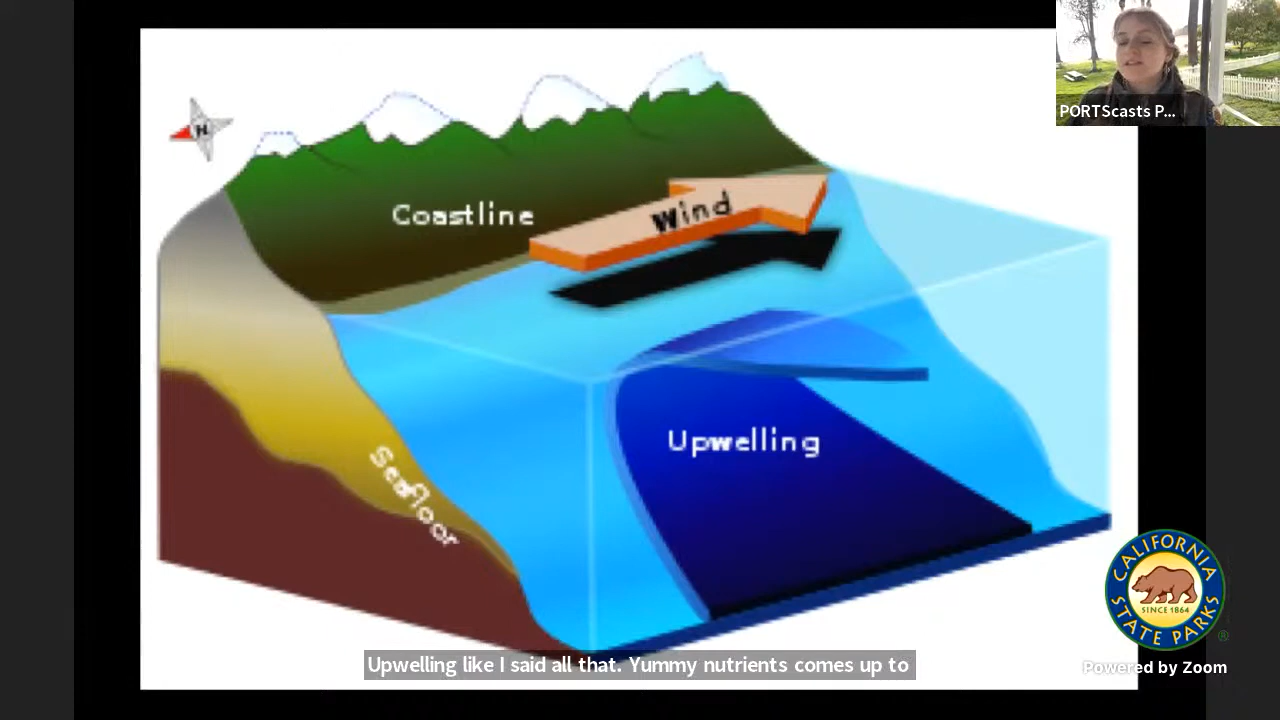 PORTScasts P...
N
Coastline
Wind
Upwelling
Seafloor
CALIFORNIA
STATE PARKS
SINCE 1864
®
Powered by Zoom
Upwelling like I said all that. Yummy nutrients comes up to